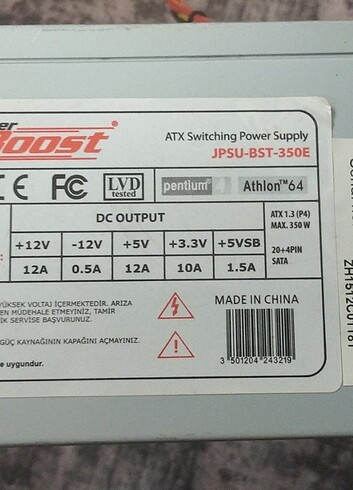 er
Boost
ATX Switching Power Supply
JPSU-BST-350E
CE FC LVD tested pentium 4 Athlon™64
DC OUTPUT
ATX 1.3 (P4)
MAX. 350 W
+12V -12V +5V +3.3V +5VSB
12A 0.5A 12A 10A 1.5A
20+4PIN
SATA
YÜKSEK VOLTAJ İÇERMEKTEDİR. ARIZA
EN MÜDEHALE ETMEYİNİZ, TAMİR
İK SERVİSE BAŞVURUNUZ.
GÜÇ KAYNAĞININ KAPAĞINI AÇMAYINIZ.
e uygundur.
MADE IN CHINA
3 501204 243219